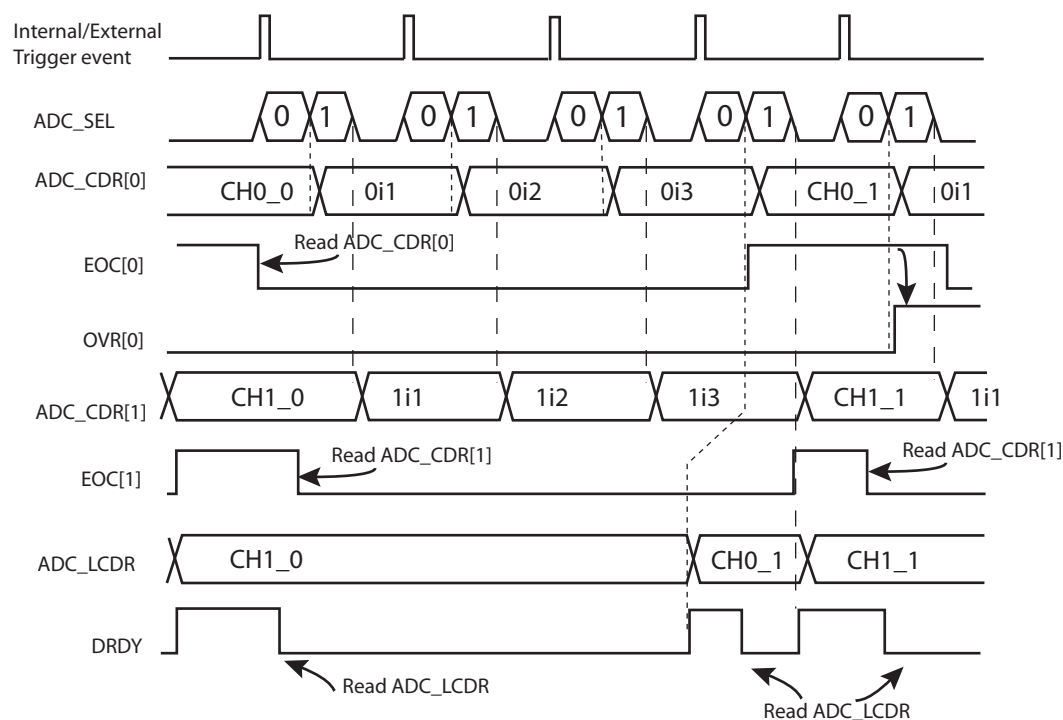 Internal/External
Trigger event
ADC_SEL
0 1 0 1 0 1 0 1 0 1
ADC_CDR[0]
CH0_0 0i1 0i2 0i3 CH0_1 0i1
EOC[0]
Read ADC_CDR[0]
OVR[0]
ADC_CDR[1]
CH1_0 1i1 1i2 1i3 CH1_1 1i1
EOC[1]
Read ADC_CDR[1]
Read ADC_CDR[1]
ADC_LCDR
CH1_0 CH0_1 CH1_1
DRDY
Read ADC_LCDR
Read ADC_LCDR